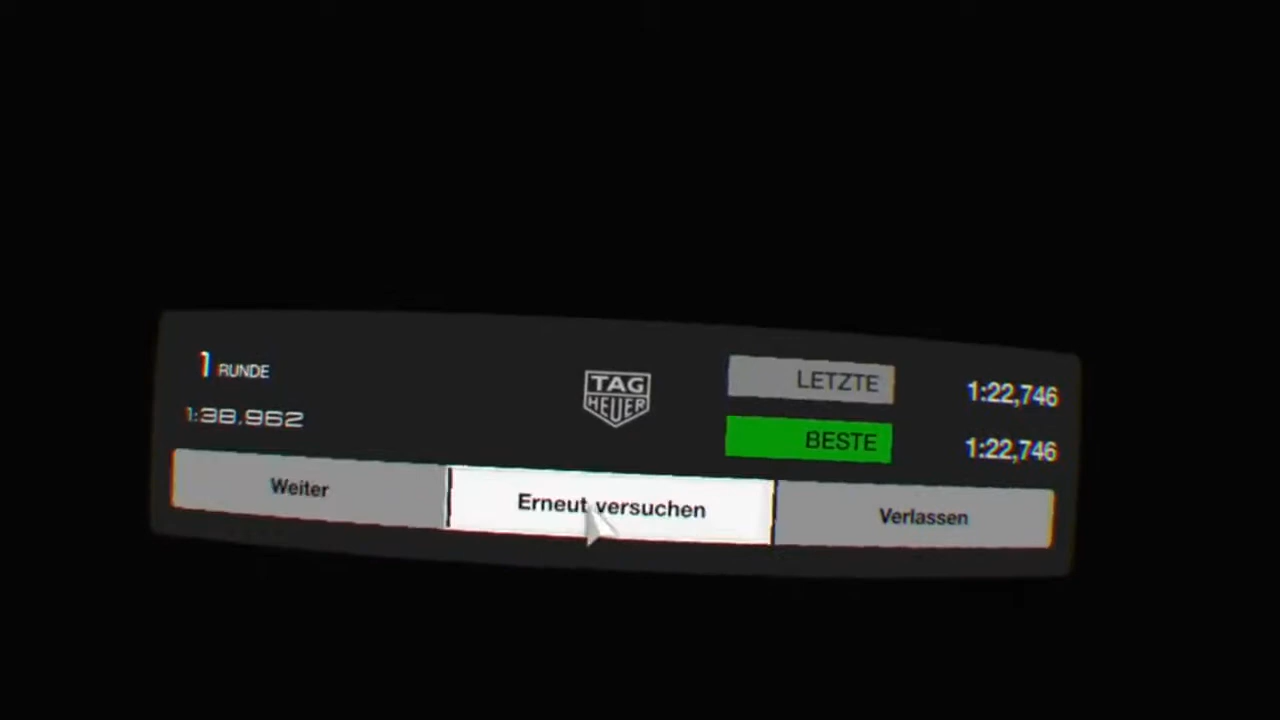 1 RUNDE
1:38.962
TAG
HEUER
LETZTE 1:22,746
BESTE 1:22,746
Weiter
Erneut versuchen
Verlassen